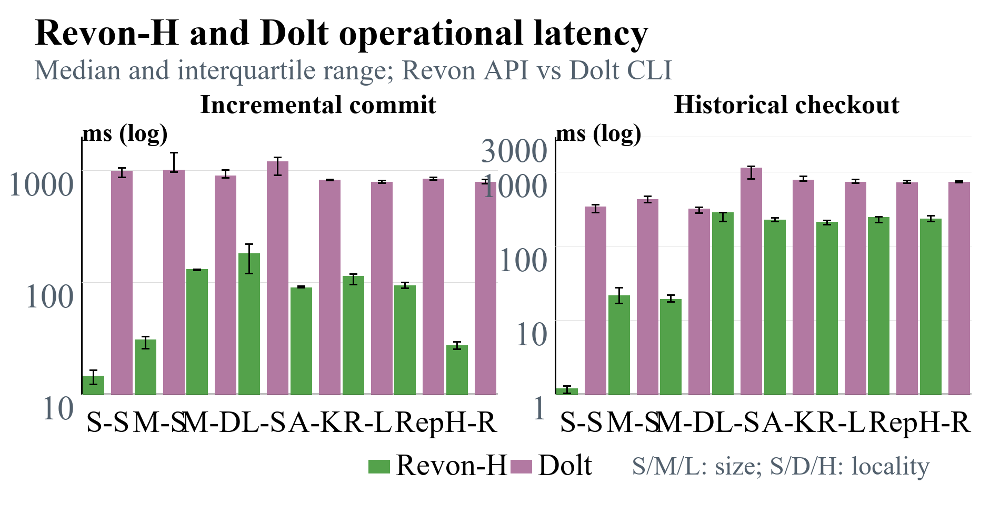 Revon-H and Dolt operational latency
Median and interquartile range; Revon API vs Dolt CLI
Incremental commit
ms (log)
1000
100
10
S-S M-S M-D L-S A-K R-L Rep H-R
Historical checkout
ms (log)
3000
1000
100
10
1
S-S M-S M-D L-S A-K R-L Rep H-R
Revon-H Dolt S/M/L: size; S/D/H: locality